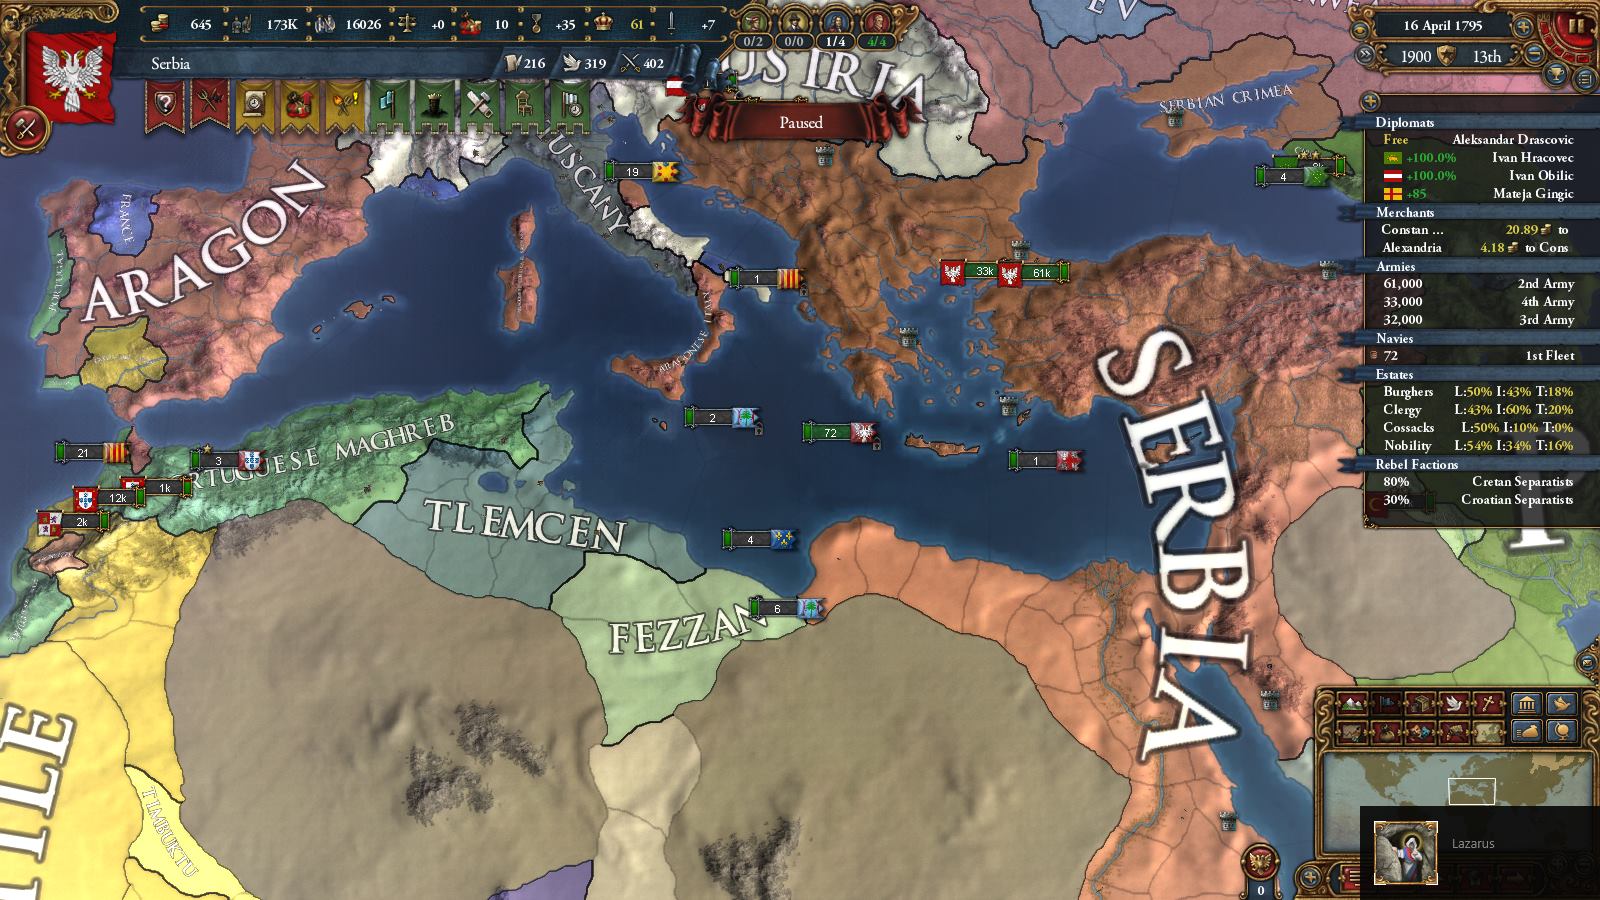 645 173K 16026 +0 10 +35 61 +7
0/2 0/0 1/4 4/4
16 April 1795
1900 13th
Serbia 216 319 402
Paused
Diplomats
Free Aleksandar Drascovic
+100.0% Ivan Hracovec
+100.0% Ivan Obilic
+85 Mateja Gingic
Merchants
Constan ... 20.89 to
Alexandria 4.18 to Cons
Armies
61,000 2nd Army
33,000 4th Army
32,000 3rd Army
Navies
72 1st Fleet
Estates
Burghers L:50% I:43% T:18%
Clergy L:43% I:60% T:20%
Cossacks L:50% I:10% T:0%
Nobility L:54% I:34% T:16%
Rebel Factions
80% Cretan Separatists
30% Croatian Separatists
SERBIAN CRIMEA
TUSCANY
FRANCE
ARAGON
PORTUGAL
ARAGONESE ITALY
TLEMCEN
FEZZAN
SERBIA
TIMBUKTU
19
4
1
33k 61k
2
72
1
21
3
1k
12k
2k
4
6
0
Lazarus